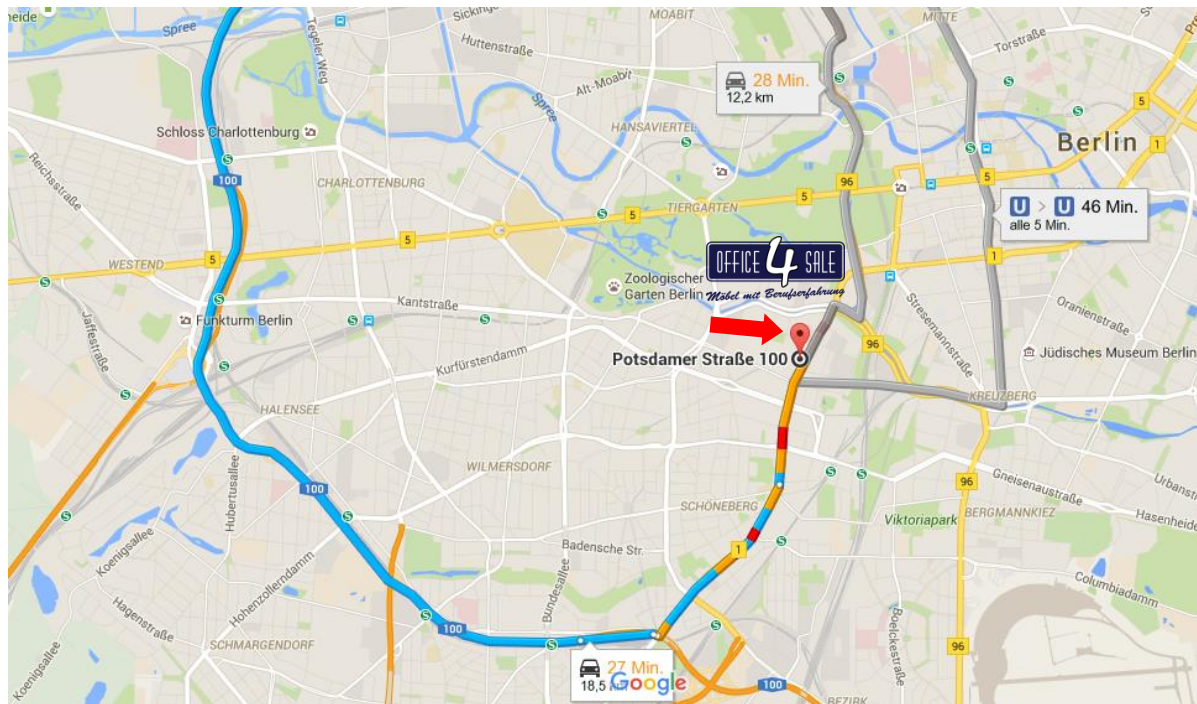 heide
Spree
Tegeler Weg
Sickingen
MOABIT
MITTE
Torstraße
Huttenstraße
Alt-Moabit
Spree
28 Min.
12,2 km
Schloss Charlottenburg
HANSAVIERTEL
5
Berlin
1
Reichsstraße
100
CHARLOTTENBURG
96
5
5
5
TIERGARTEN
5
U > U 46 Min.
alle 5 Min.
5
5
1
WESTEND
OFFICE 4 SALE
Möbel mit Berufserfahrung
Zoologischer
Garten Berlin
Kantstraße
Jaffestraße
Funkturm Berlin
Stresemannstraße
Oranienstraße
Potsdamer Straße 100
96
Jüdisches Museum Berlin
Kurfürstendamm
HALENSEE
KREUZBERG
Hubertusallee
WILMERSDORF
100
96
Gneisenaustraße
Urbanstr
SCHÖNEBERG
Viktoriapark
BERGMANNKIEZ
Hasenheide
Koenigsallee
Badensche Str.
1
Columbiadamm
Hohenzollerndamm
Bundesallee
Hagenstraße
100
Boelckestraße
SCHMARGENDORF
96
Koenigsallee
27 Min.
18,5
Google
100
BEZIRK